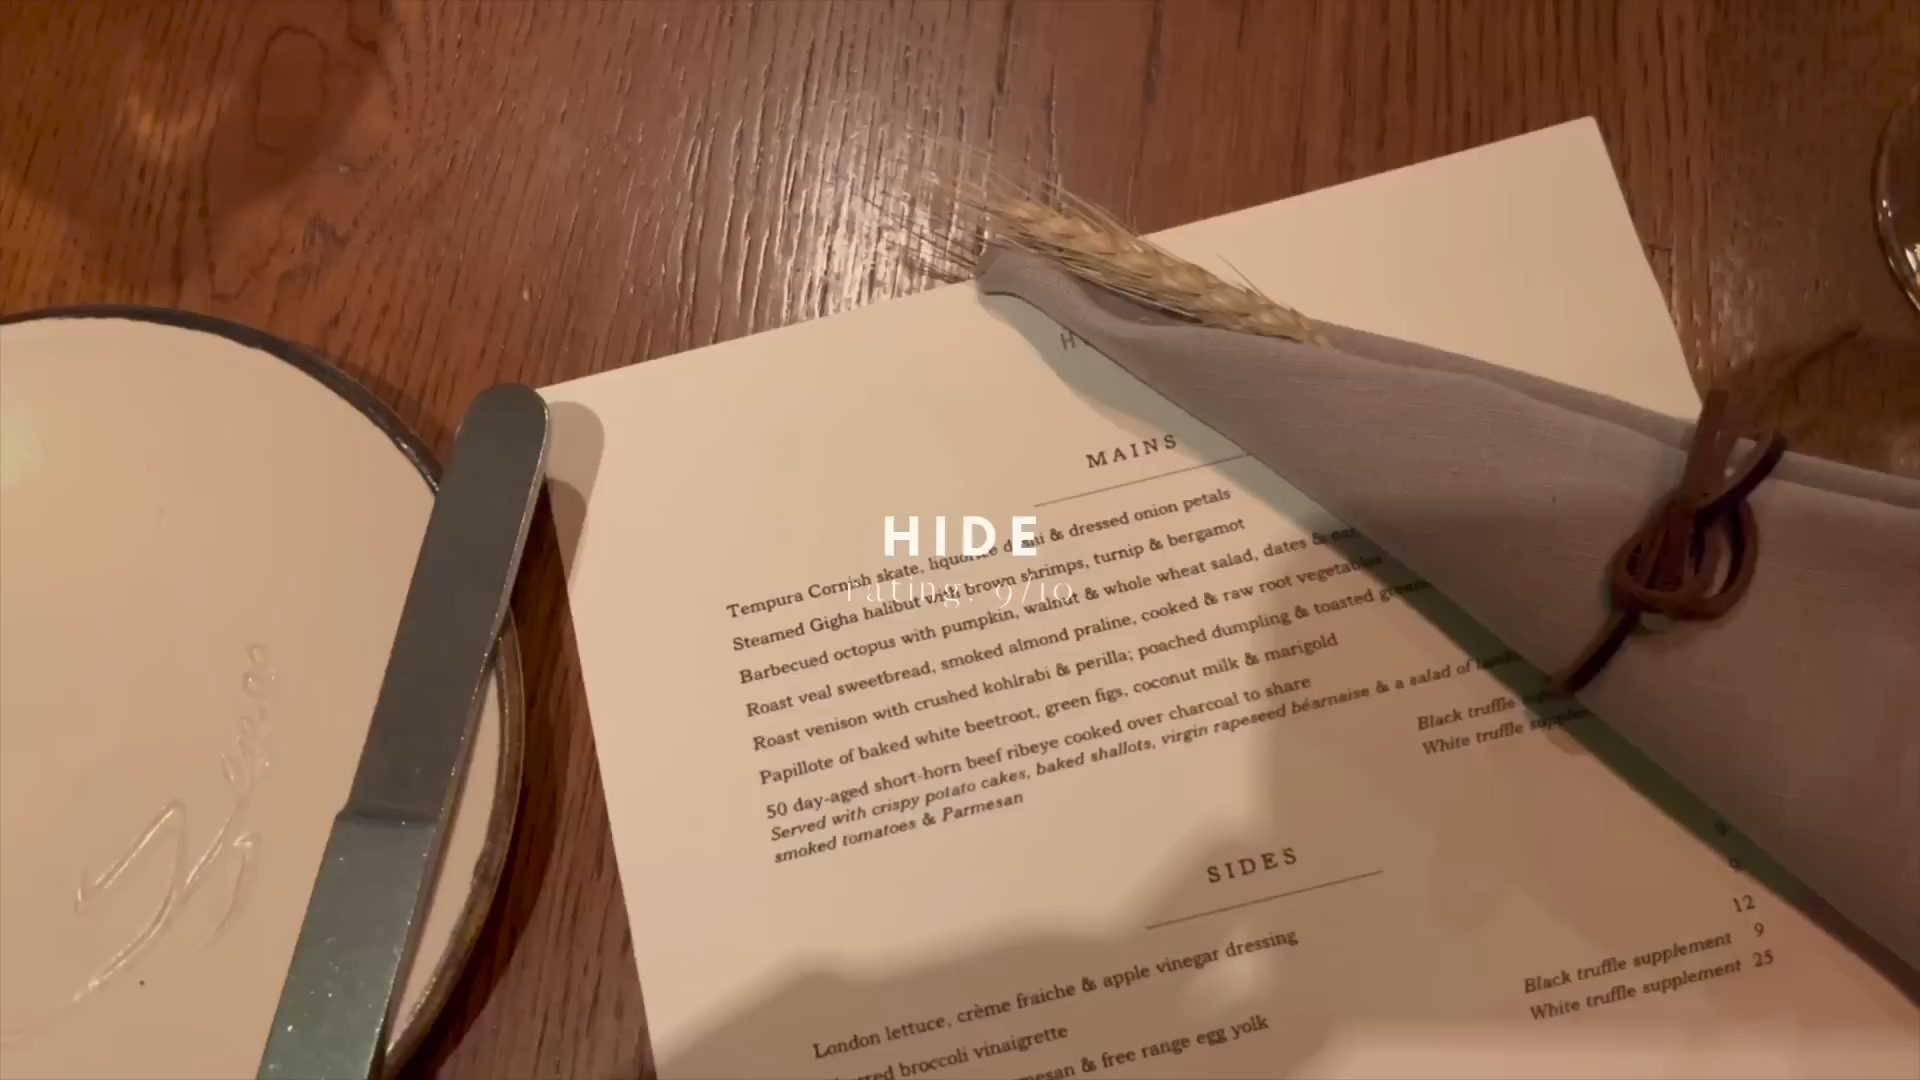 H
MAINS
HIDE
rating: 9/10
Tempura Cornish skate, liquorice dashi & dressed onion petals
Steamed Gigha halibut with brown shrimps, turnip & bergamot
Barbecued octopus with pumpkin, walnut & whole wheat salad, dates &
Roast veal sweetbread, smoked almond praline, cooked & raw root vegetables
Roast venison with crushed kohlrabi & perilla; poached dumpling & toasted
Papillote of baked white beetroot, green figs, coconut milk & marigold
50 day-aged short-horn beef ribeye cooked over charcoal to share
Served with crispy potato cakes, baked shallots, virgin rapeseed béarnaise & a salad of
smoked tomatoes & Parmesan
Black truffle
White truffle
SIDES
London lettuce, crème fraiche & apple vinegar dressing
broccoli vinaigrette
& free range egg yolk
9
12
Black truffle supplement 9
White truffle supplement 25